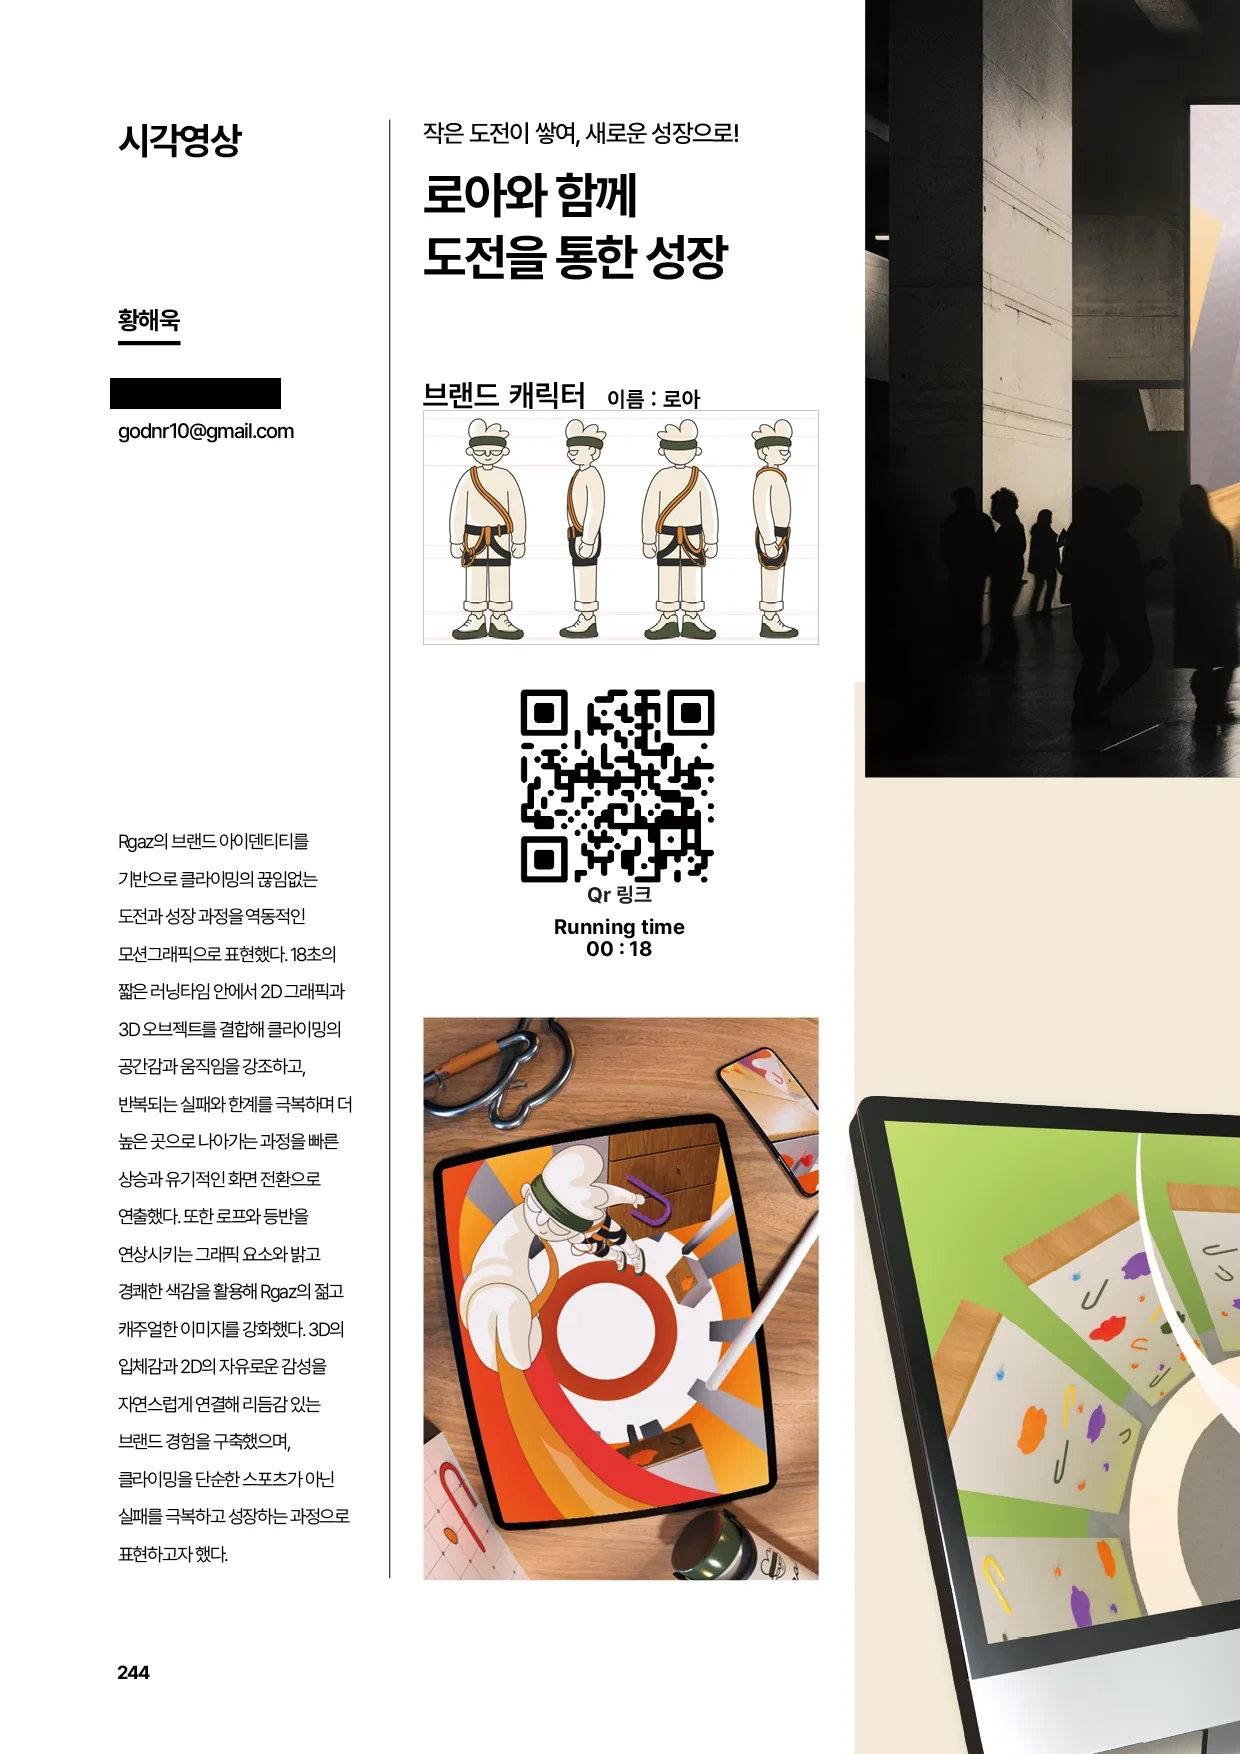 시각영상
황해욱
godnr10@gmail.com
Rgaz의 브랜드 아이덴티티를
기반으로 클라이밍의 끊임없는
도전과 성장 과정을 역동적인
모션그래픽으로 표현했다. 18초의
짧은 러닝타임 안에서 2D 그래픽과
3D 오브젝트를 결합해 클라이밍의
공간감과 움직임을 강조하고,
반복되는 실패와 한계를 극복하며 더
높은 곳으로 나아가는 과정을 빠른
상승과 유기적인 화면 전환으로
연출했다. 또한 로프와 등반을
연상시키는 그래픽 요소와 밝고
경쾌한 색감을 활용해 Rgaz의 젊고
캐주얼한 이미지를 강화했다. 3D의
입체감과 2D의 자유로운 감성을
자연스럽게 연결해 리듬감 있는
브랜드 경험을 구축했으며,
클라이밍을 단순한 스포츠가 아닌
실패를 극복하고 성장하는 과정으로
표현하고자 했다.
244
작은 도전이 쌓여, 새로운 성장으로!
로아와 함께
도전을 통한 성장
브랜드 캐릭터 이름 : 로아
Qr 링크
Running time
00 : 18